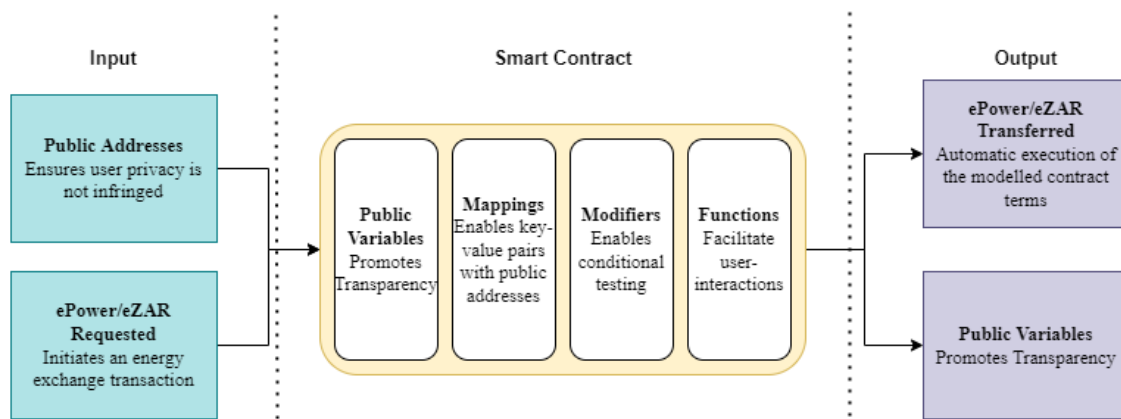 Input
Smart Contract
Output
Public Addresses
Ensures user privacy is
not infringed
ePower/eZAR
Requested
Initiates an energy
exchange transaction
Public
Variables
Promotes
Transparency
Mappings
Enables key-
value pairs
with public
addresses
Modifiers
Enables
conditional
testing
Functions
Facilitate
user-
interactions
ePower/eZAR
Transferred
Automatic execution of
the modelled contract
terms
Public Variables
Promotes Transparency